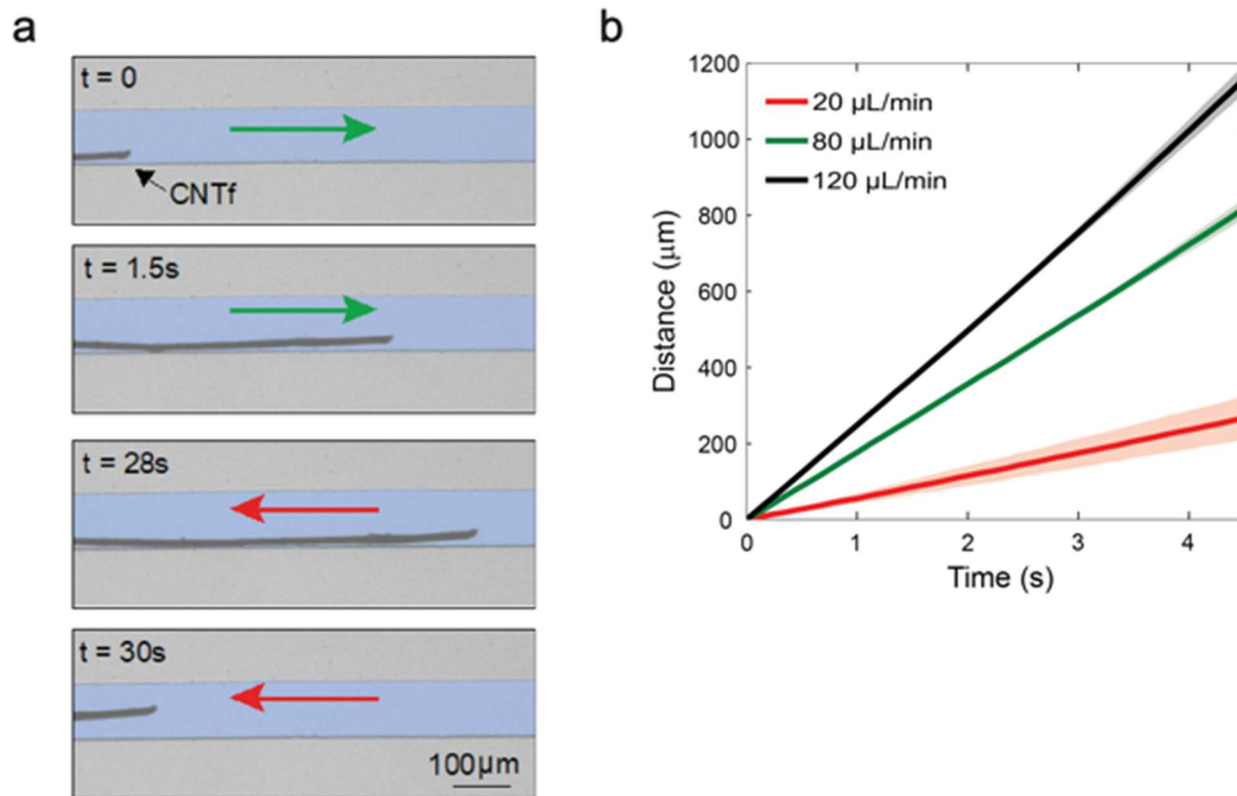 a
t = 0
CNTf
t = 1.5s
t = 28s
t = 30s
100μm
b
1200
1000
800
600
400
200
0
20 μL/min
80 μL/min
120 μL/min
Distance (μm)
0 1 2 3 4
Time (s)